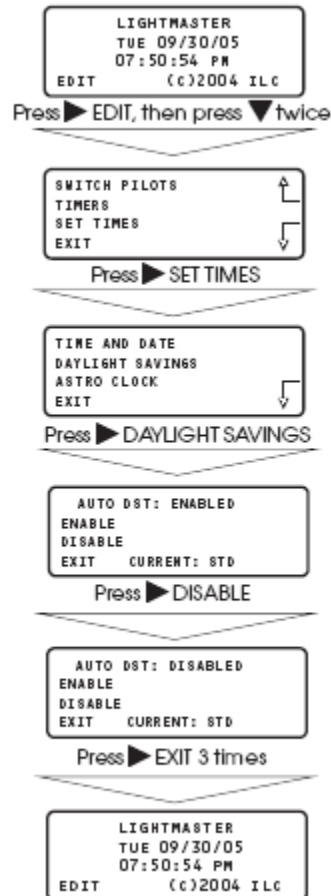 LIGHTMASTER
TUE 09/30/05
07:50:54 PM
EDIT (c)2004 ILC
Press ▶ EDIT, then press ▼ twice
SWITCH PILOTS
TIMERS
SET TIMES
EXIT
Press ▶ SET TIMES
TIME AND DATE
DAYLIGHT SAVINGS
ASTRO CLOCK
EXIT
Press ▶ DAYLIGHT SAVINGS
AUTO DST: ENABLED
ENABLE
DISABLE
EXIT CURRENT: STD
Press ▶ DISABLE
AUTO DST: DISABLED
ENABLE
DISABLE
EXIT CURRENT: STD
Press ▶ EXIT 3 times
LIGHTMASTER
TUE 09/30/05
07:50:54 PM
EDIT (c)2004 ILC